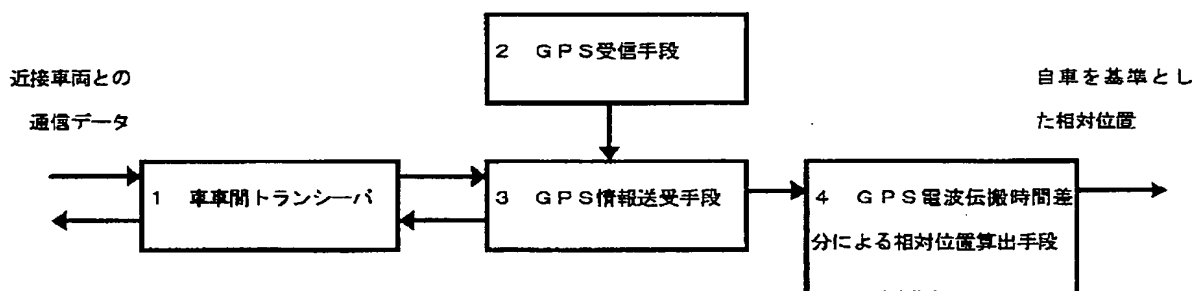 2 GPS受信手段
近接車両との
通信データ
自車を基準とし
た相対位置
1 車車間トランシーバ
3 GPS情報送受手段
4 GPS電波伝搬時間差
分による相対位置算出手段